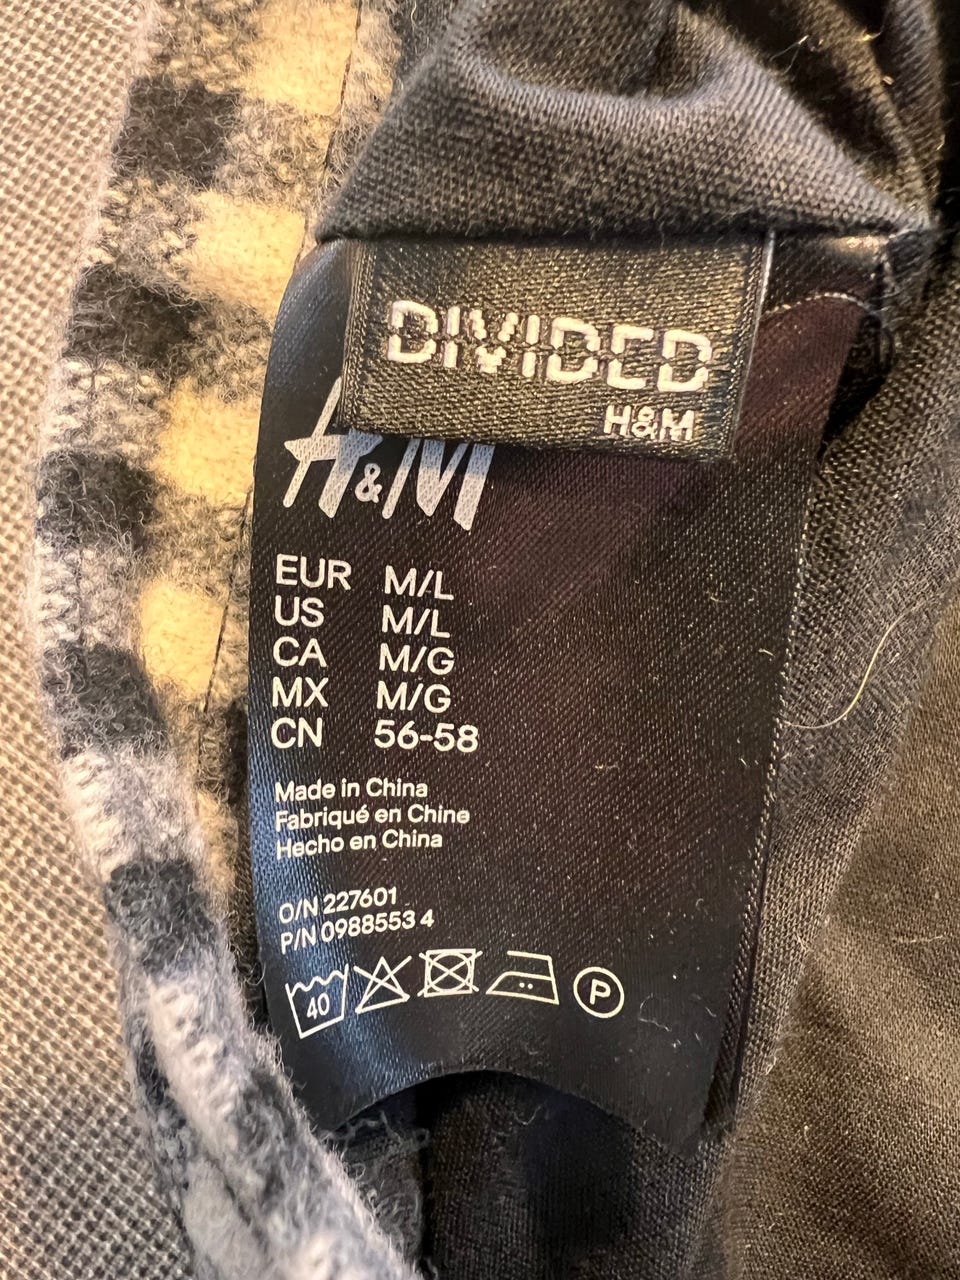 DIVIDED
H&M
H&M
EUR M/L
US M/L
CA M/G
MX M/G
CN 56-58
Made in China
Fabriqué en Chine
Hecho en China
O/N 227601
P/N 0988553 4
40
P